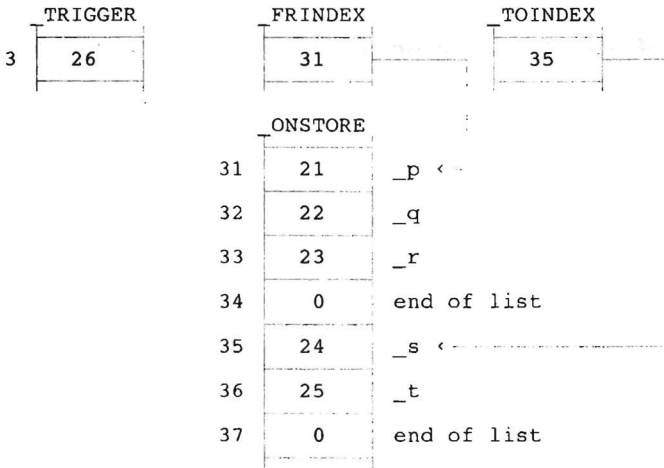 _TRIGGER _FRINDEX _TOINDEX
3 26 31 35
_ONSTORE
31 21 _p
32 22 _q
33 23 _r
34 0 end of list
35 24 _s
36 25 _t
37 0 end of list